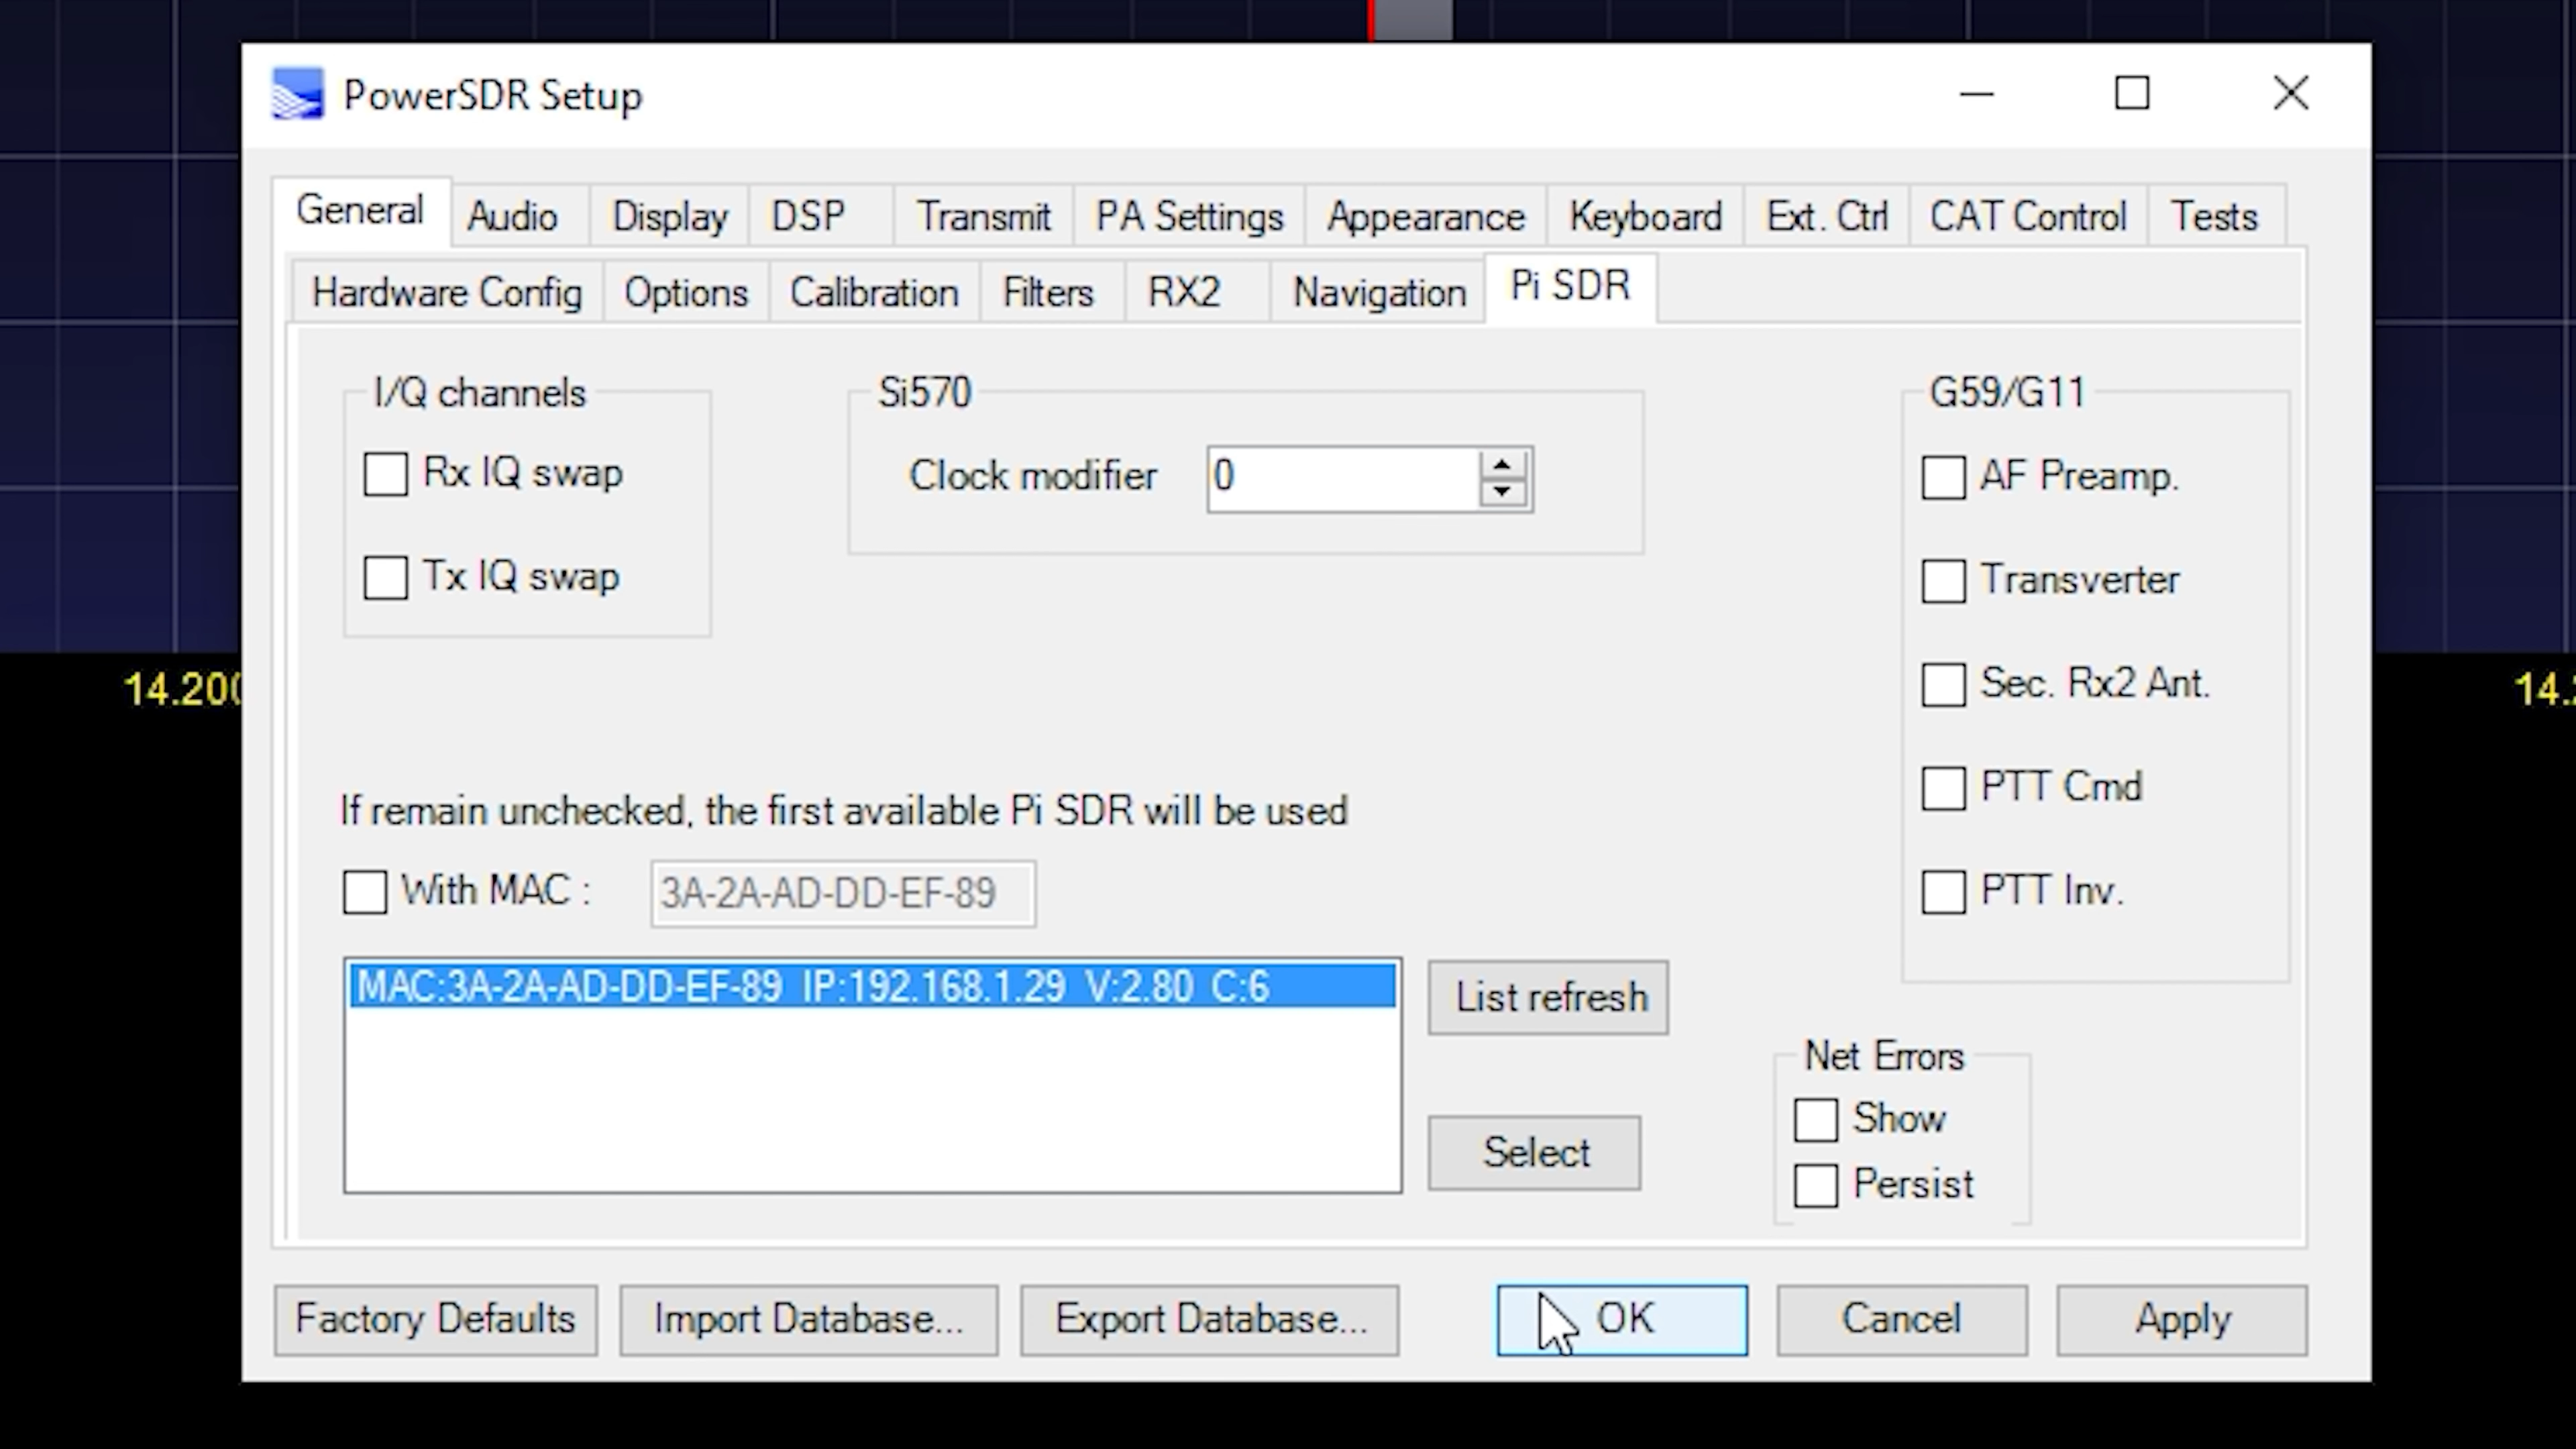 PowerSDR Setup
General Audio Display DSP Transmit PA Settings Appearance Keyboard Ext. Ctrl CAT Control Tests
Hardware Config Options Calibration Filters RX2 Navigation Pi SDR
I/Q channels Si570 G59/G11
Rx IQ swap Clock modifier 0 AF Preamp.
Tx IQ swap Transverter
Sec. Rx2 Ant.
14.200
PTT Cmd
If remain unchecked, the first available Pi SDR will be used
With MAC : 3A-2A-AD-DD-EF-89 PTT Inv.
MAC:3A-2A-AD-DD-EF-89 IP:192.168.1.29 V:2.80 C:6 List refresh
Net Errors
Show
Select Persist
Factory Defaults Import Database... Export Database... OK Cancel Apply